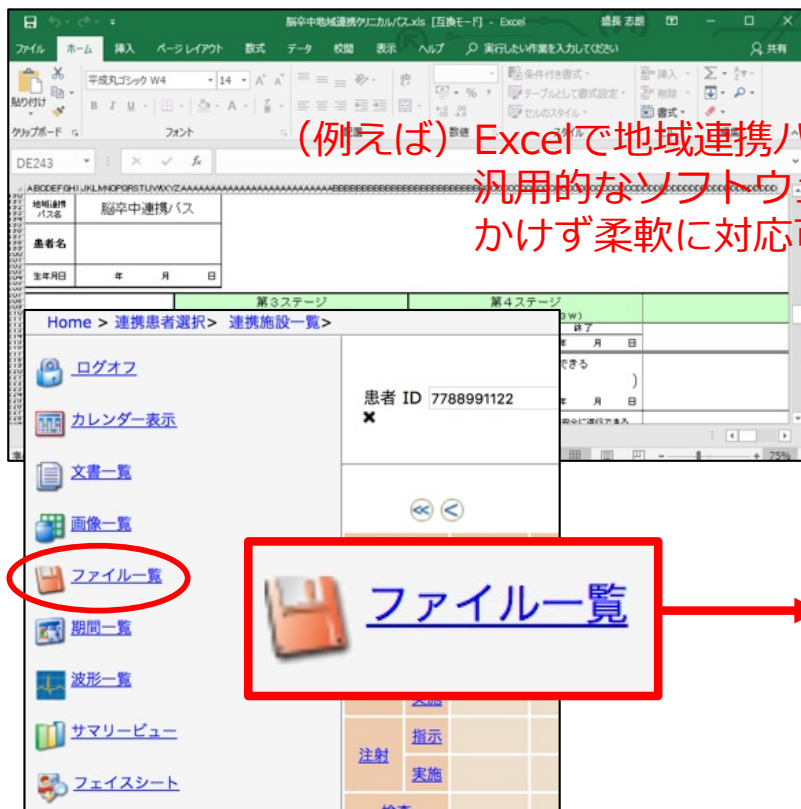 脳卒中地域連携クリニカルパス.xls [互換モード] - Excel
盛長 志朗
ファイル ホーム 挿入 ページ レイアウト 数式 データ 校閲 表示 ヘルプ 実行したい作業を入力してください 共有
平成丸ゴシック W4 14
貼り付け
B I U
条件付き書式
テーブルとして書式設定
セルのスタイル
挿入
削除
書式
クリップボード フォント 数値
(例えば) Excelで地域連携
汎用的なソフトウ
かけず柔軟に対応
DE243
地域連携
パス名
脳卒中連携パス
患者名
生年月日 年 月 日
第3ステージ 第4ステージ
3W)
終了
年 月 日
できる
)
年 月 日
75%
Home > 連携患者選択> 連携施設一覧>
ログオフ
カレンダー表示
文書一覧
画像一覧
ファイル一覧
期間一覧
波形一覧
サマリービュー
フェイスシート
患者 ID 7788991122
✖
≪ <
ファイル一覧
実施
注射 指示
実施